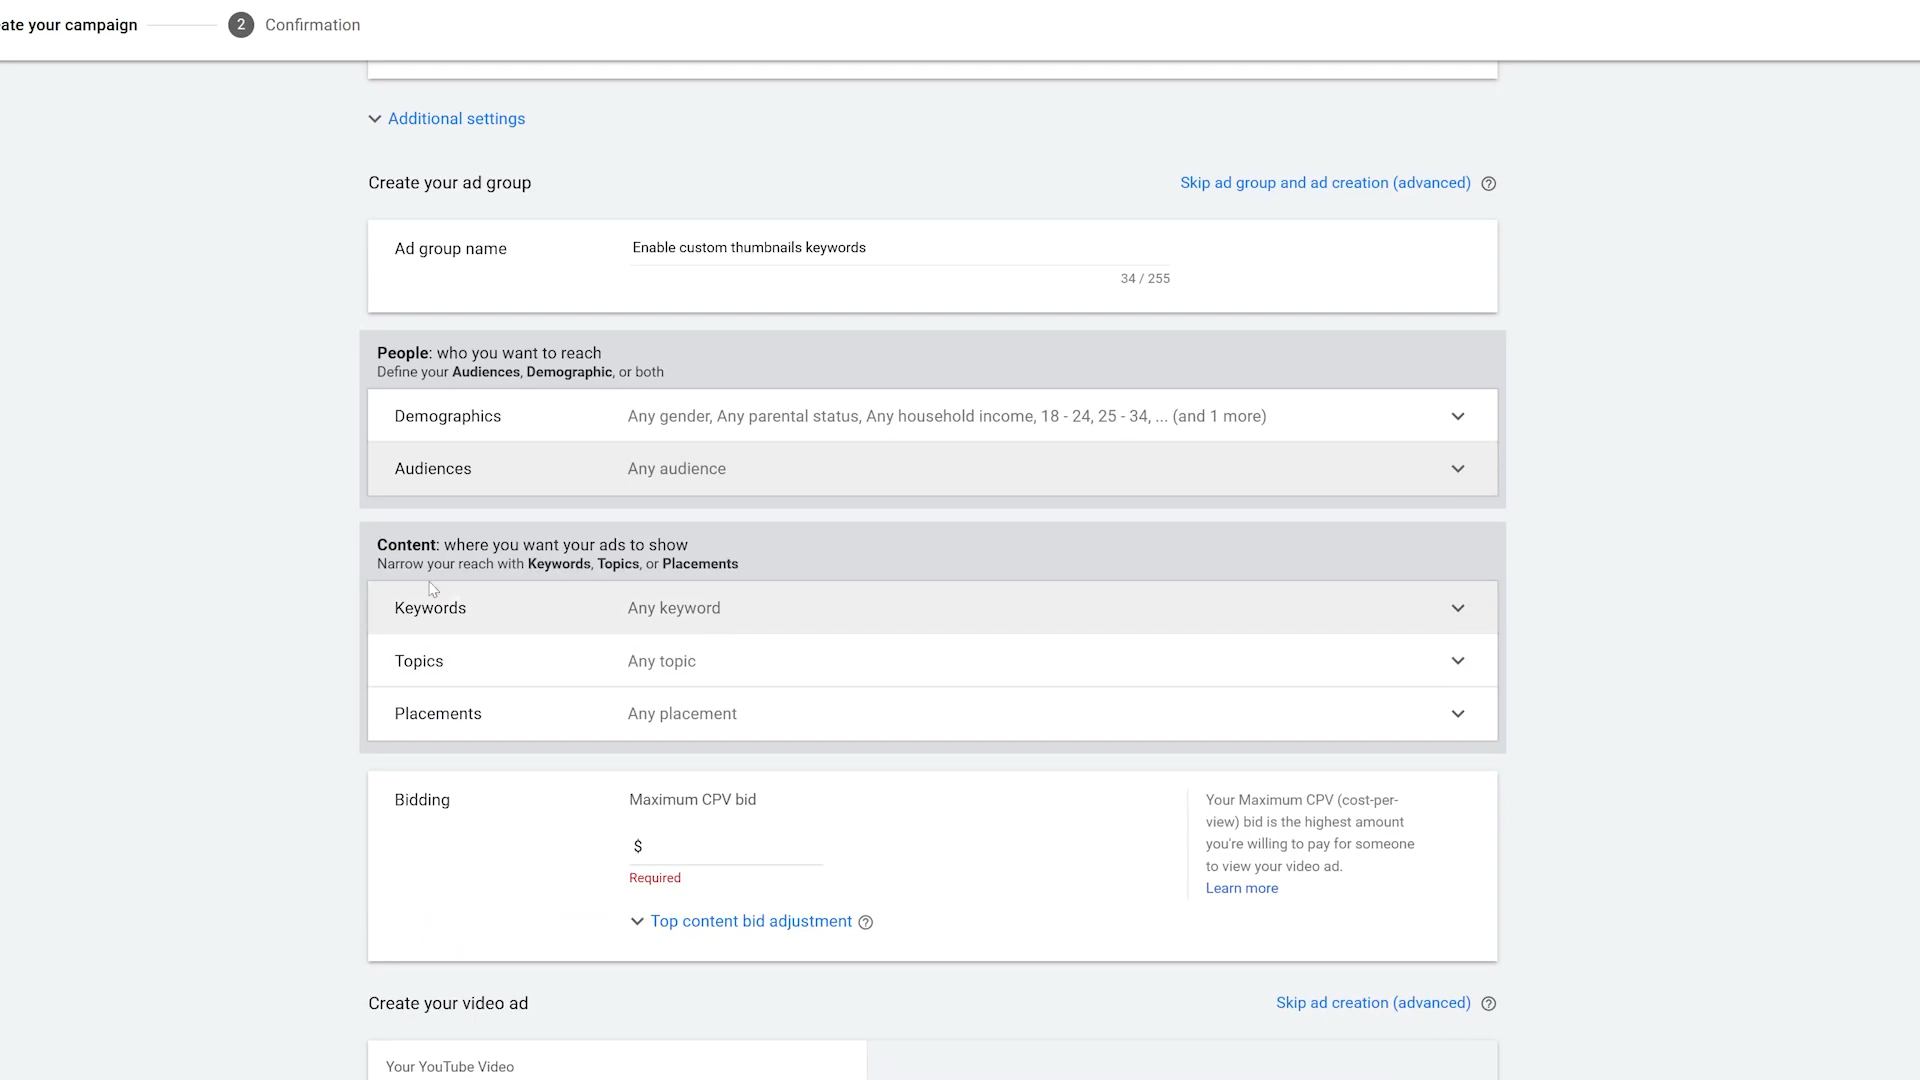 ate your campaign
2 Confirmation
Additional settings
Create your ad group
Skip ad group and ad creation (advanced)
Ad group name
Enable custom thumbnails keywords
34 / 255
People: who you want to reach
Define your Audiences, Demographic, or both
Demographics
Any gender, Any parental status, Any household income, 18 - 24, 25 - 34, ... (and 1 more)
Audiences
Any audience
Content: where you want your ads to show
Narrow your reach with Keywords, Topics, or Placements
Keywords
Any keyword
Topics
Any topic
Placements
Any placement
Bidding
Maximum CPV bid
$
Required
Top content bid adjustment
Your Maximum CPV (cost-per-
view) bid is the highest amount
you're willing to pay for someone
to view your video ad.
Learn more
Create your video ad
Skip ad creation (advanced)
Your YouTube Video